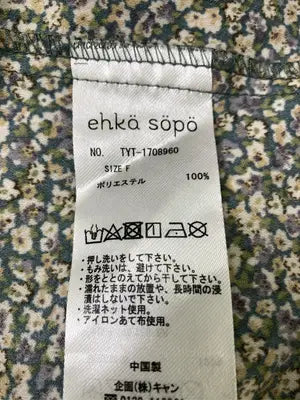 ehkä söpö
NO. TYT-1708960
SIZE F
ポリエステル 100%
・押し洗いをして下さい。
・もみ洗いは、避けて下さい。
・形をととのえてから干して下さい。
・濡れたままの放置や、長時間の浸
漬はしないで下さい。
・洗濯ネット使用。
・アイロンあて布使用。
中国製
企画(株)キャン